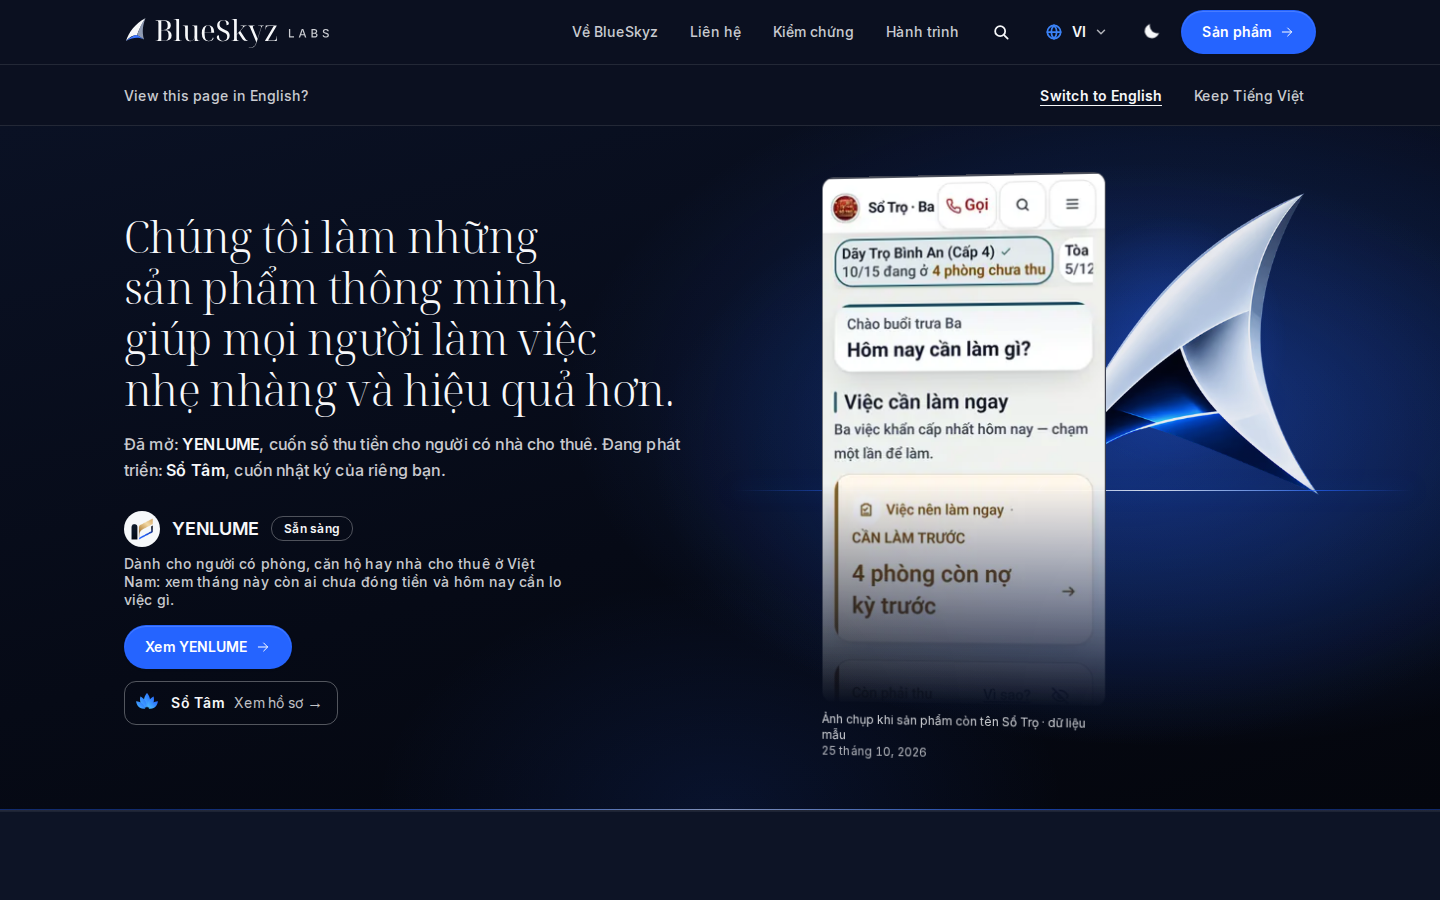 BlueSkyz LABS
Về BlueSkyz
Liên hệ
Kiểm chứng
Hành trình
VI
Sản phẩm →
View this page in English?
Switch to English
Keep Tiếng Việt
Chúng tôi làm những
sản phẩm thông minh,
giúp mọi người làm việc
nhẹ nhàng và hiệu quả hơn.
Đã mở: YENLUME, cuốn sổ thu tiền cho người có nhà cho thuê. Đang phát
triển: Sổ Tâm, cuốn nhật ký của riêng bạn.
YENLUME
Sẵn sàng
Dành cho người có phòng, căn hộ hay nhà cho thuê ở Việt
Nam: xem tháng này còn ai chưa đóng tiền và hôm nay cần lo
việc gì.
Xem YENLUME →
Sổ Tâm Xem hồ sơ →
Sổ Trọ · Ba
Gọi
Dãy Trọ Bình An (Cấp 4) ✓
10/15 đang ở 4 phòng chưa thu
Tòa
5/12
Chào buổi trưa Ba
Hôm nay cần làm gì?
Việc cần làm ngay
Ba việc khẩn cấp nhất hôm nay — chạm
một lần để làm.
Việc nên làm ngay ·
CẦN LÀM TRƯỚC
4 phòng còn nợ
kỳ trước
→
Còn phải thu
Vì sao?
Ảnh chụp khi sản phẩm còn tên Sổ Trọ · dữ liệu
mẫu
25 tháng 10, 2026